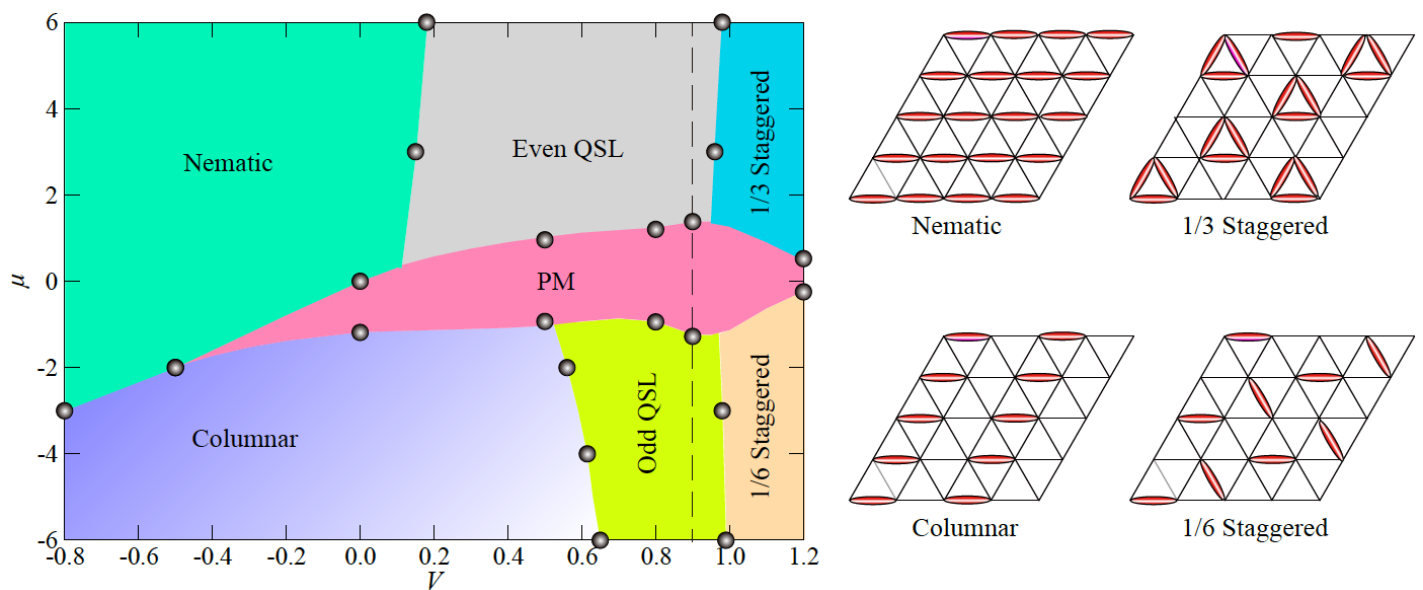 6
4
2
0
-2
-4
-6
μ
-0.8
-0.6
-0.4
-0.2
0.0
0.2
0.4
0.6
0.8
1.0
1.2
V
Nematic
Even QSL
1/3 Staggered
PM
Columnar
Odd QSL
1/6 Staggered
Nematic
1/3 Staggered
Columnar
1/6 Staggered